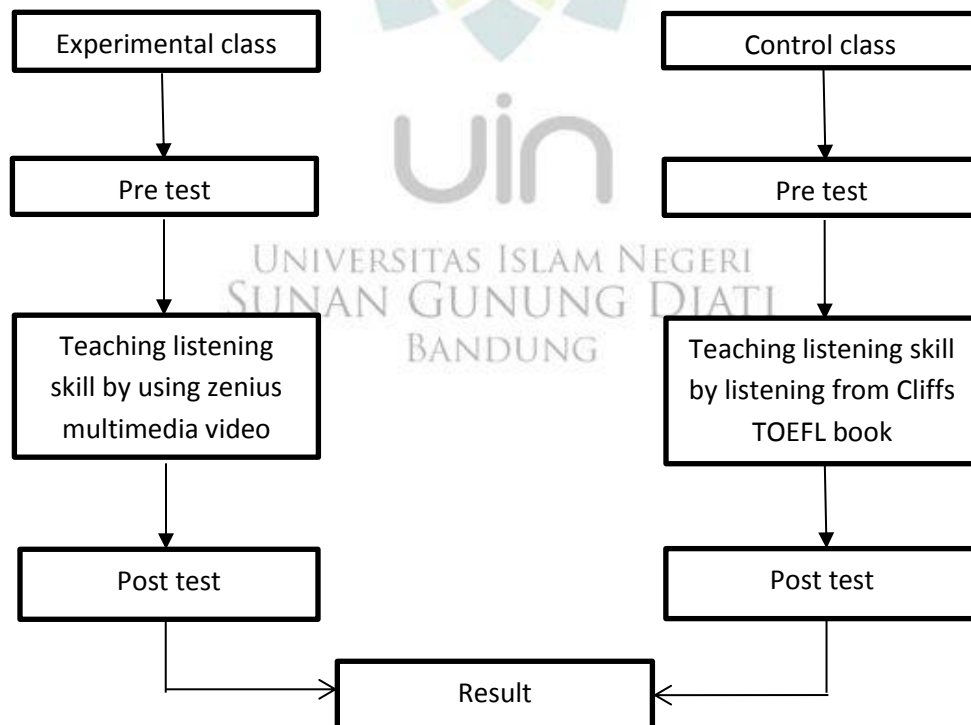 Experimental class
Control class
uin
Pre test
Pre test
UNIVERSITAS ISLAM NEGERI
SUNAN GUNUNG DJATI
BANDUNG
Teaching listening
skill by using zenius
multimedia video
Teaching listening skill
by listening from Cliffs
TOEFL book
Post test
Post test
Result